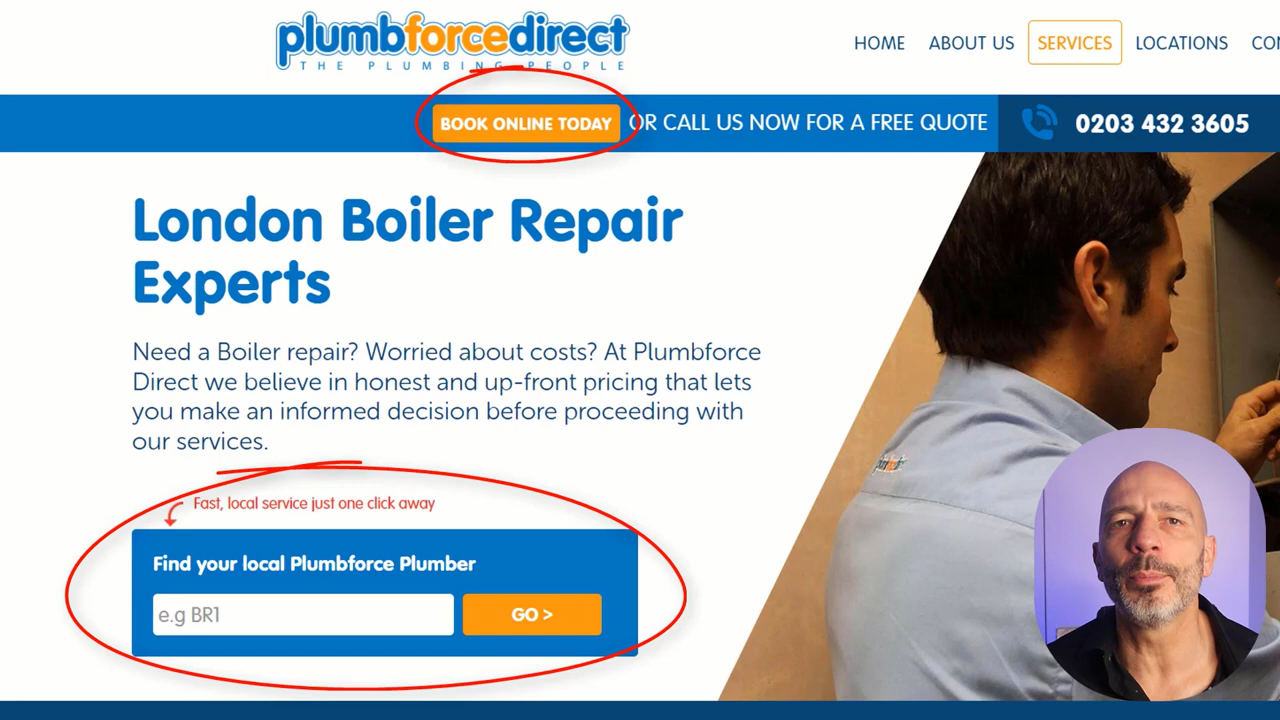 plumbforcedirect
THE PLUMBING PEOPLE
HOME ABOUT US SERVICES LOCATIONS CON
BOOK ONLINE TODAY OR CALL US NOW FOR A FREE QUOTE 0203 432 3605
London Boiler Repair
Experts
Need a Boiler repair? Worried about costs? At Plumbforce
Direct we believe in honest and up-front pricing that lets
you make an informed decision before proceeding with
our services.
Fast, local service just one click away
Find your local Plumbforce Plumber
e.g BR1 GO >